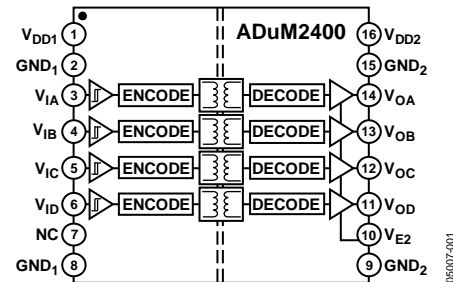 ADuM2400
VDD1 1 16 VDD2
GND1 2 15 GND2
VIA 3 ENCODE DECODE 14 VOA
VIB 4 ENCODE DECODE 13 VOB
VIC 5 ENCODE DECODE 12 VOC
VID 6 ENCODE DECODE 11 VOD
NC 7 10 VE2
GND1 8 9 GND2
05007-001